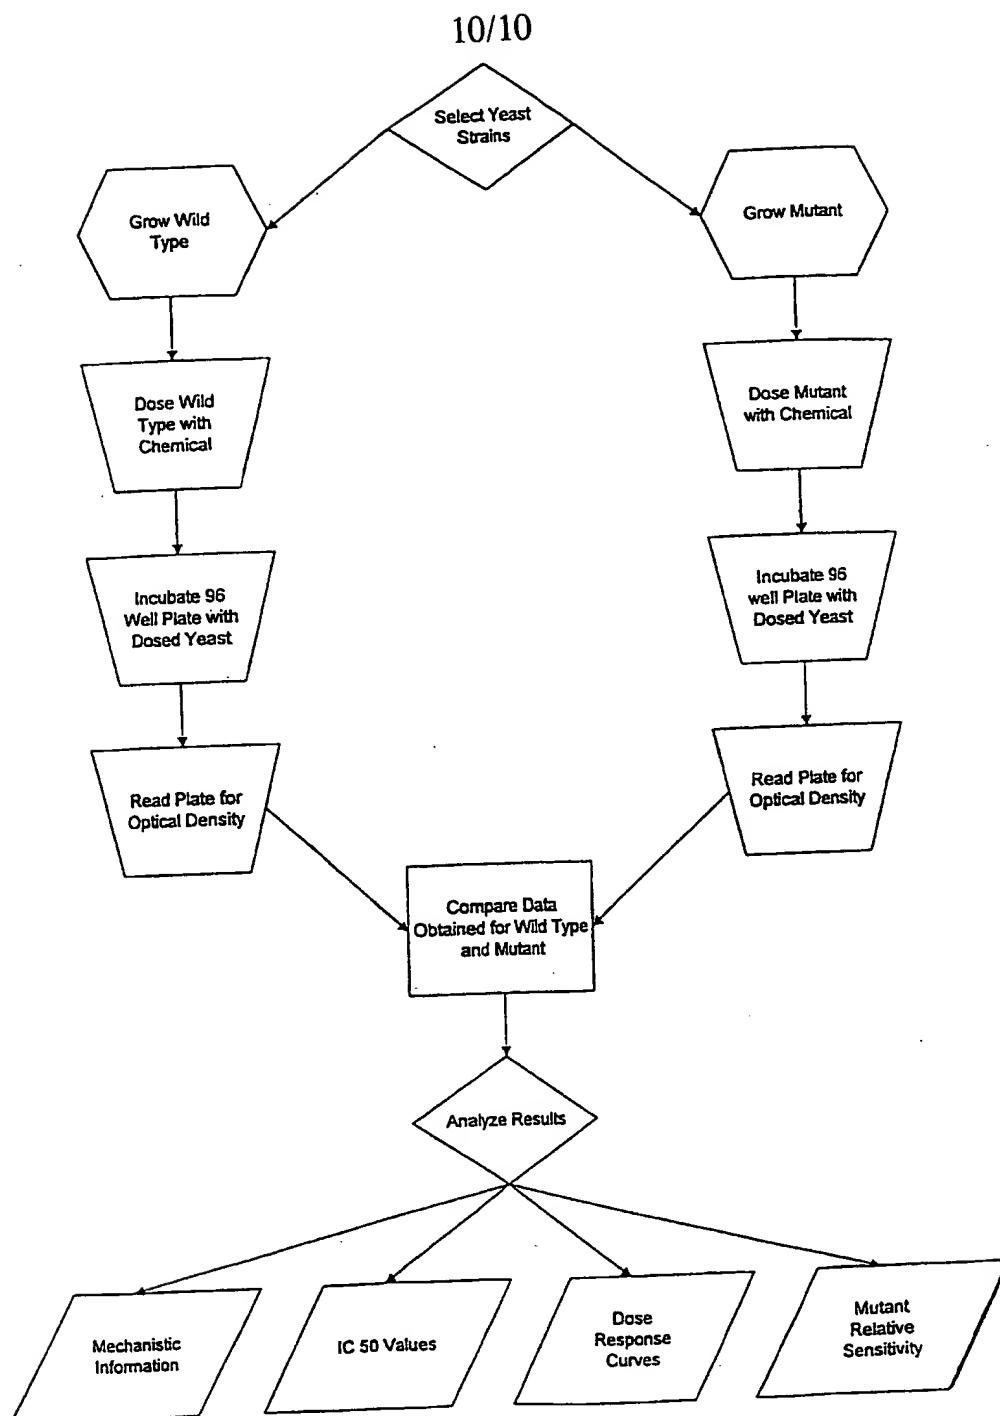 10/10
Select Yeast
Strains
Grow Wild
Type
Grow Mutant
Dose Wild
Type with
Chemical
Dose Mutant
with Chemical
Incubate 96
Well Plate with
Dosed Yeast
Incubate 96
well Plate with
Dosed Yeast
Read Plate for
Optical Density
Read Plate for
Optical Density
Compare Data
Obtained for Wild Type
and Mutant
Analyze Results
Mechanistic
Information
IC 50 Values
Dose
Response
Curves
Mutant
Relative
Sensitivity